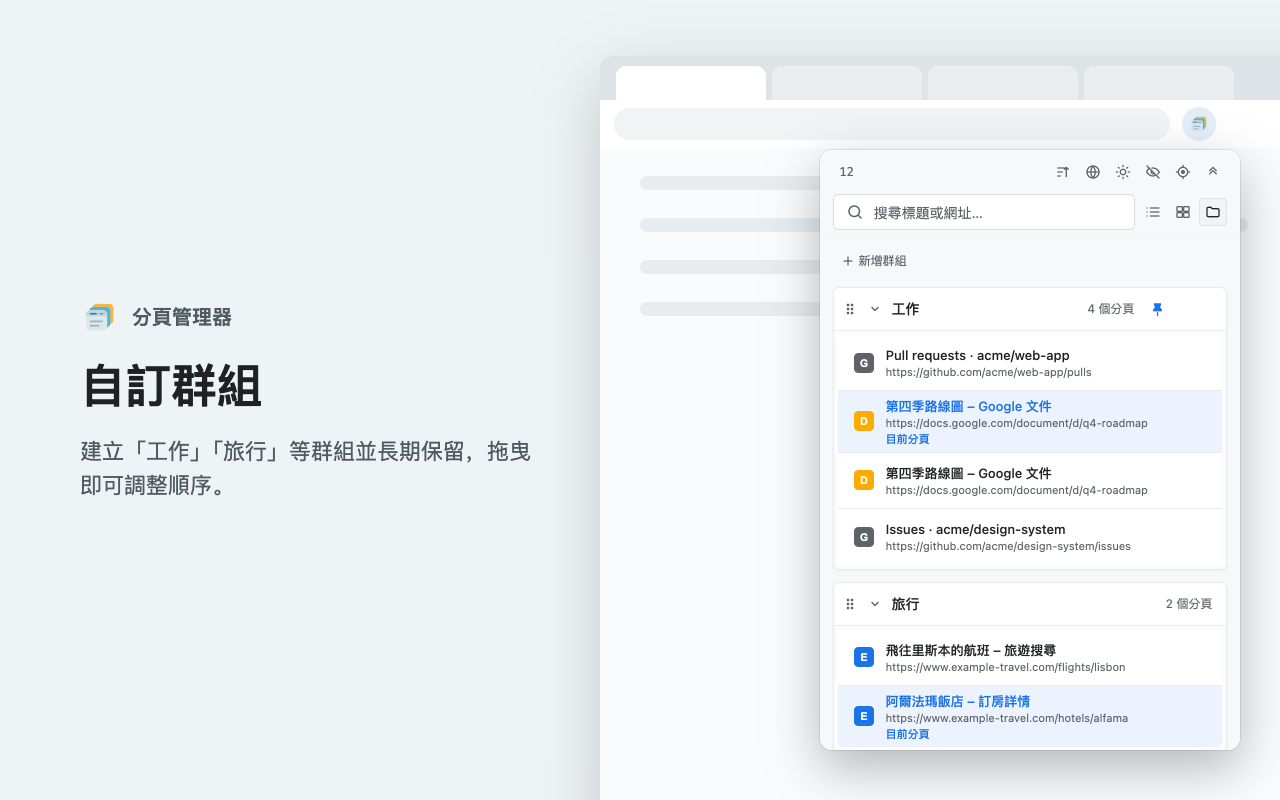 分頁管理器
自訂群組
建立「工作」「旅行」等群組並長期保留，拖曳
即可調整順序。
12
搜尋標題或網址...
新增群組
工作
4 個分頁
G
Pull requests · acme/web-app
https://github.com/acme/web-app/pulls
D
第四季路線圖 – Google 文件
https://docs.google.com/document/d/q4-roadmap
目前分頁
D
第四季路線圖 – Google 文件
https://docs.google.com/document/d/q4-roadmap
G
Issues · acme/design-system
https://github.com/acme/design-system/issues
旅行
2 個分頁
E
飛往里斯本的航班 – 旅遊搜尋
https://www.example-travel.com/flights/lisbon
E
阿爾法瑪飯店 – 訂房詳情
https://www.example-travel.com/hotels/alfama
目前分頁